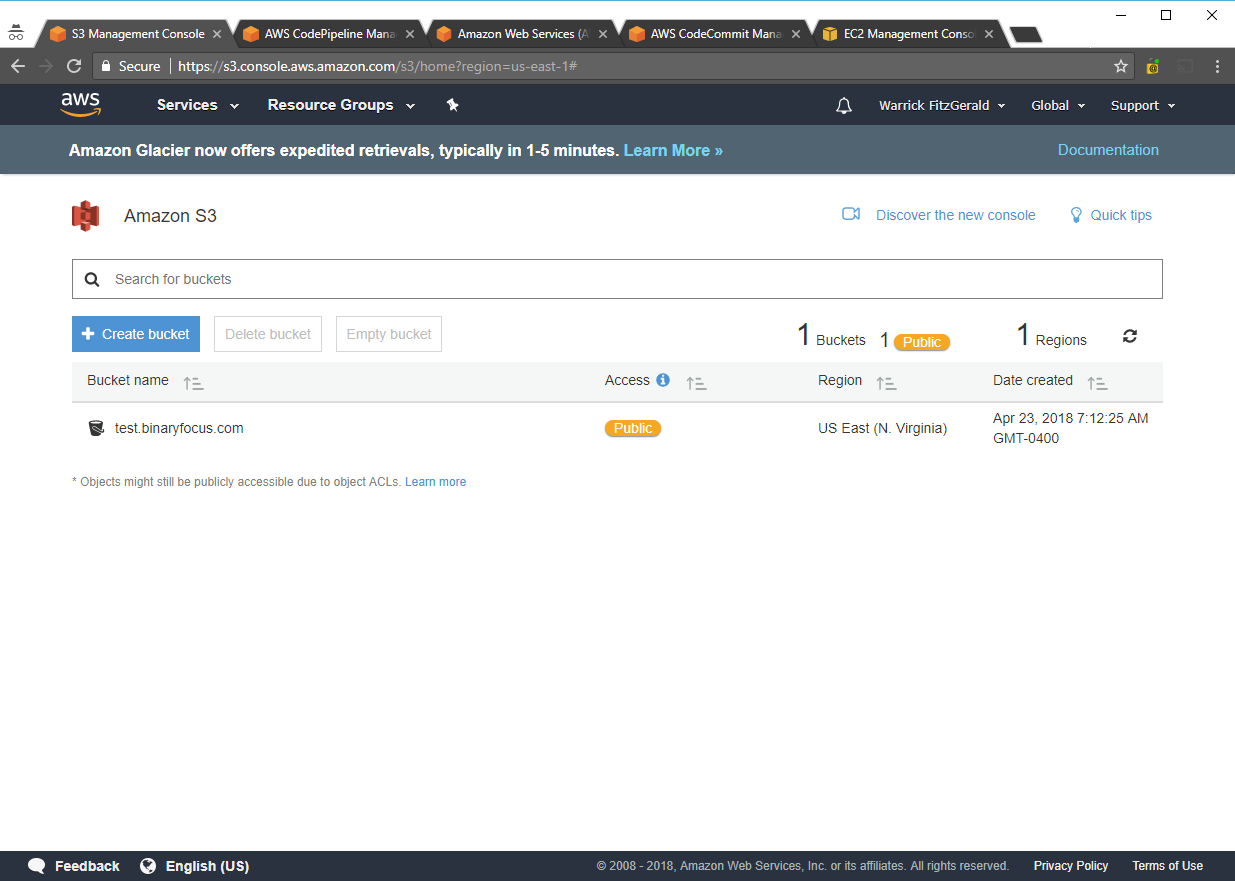 S3 Management Console
AWS CodePipeline Mana
Amazon Web Services (A
AWS CodeCommit Mana
EC2 Management Conso
Secure
https://s3.console.aws.amazon.com/s3/home?region=us-east-1#
aws
Services
Resource Groups
Warrick FitzGerald
Global
Support
Amazon Glacier now offers expedited retrievals, typically in 1-5 minutes. Learn More »
Documentation
Amazon S3
Discover the new console
Quick tips
Search for buckets
+ Create bucket
Delete bucket
Empty bucket
1 Buckets
1 Public
1 Regions
Bucket name
Access
Region
Date created
test.binaryfocus.com
Public
US East (N. Virginia)
Apr 23, 2018 7:12:25 AM
GMT-0400
* Objects might still be publicly accessible due to object ACLs. Learn more
Feedback
English (US)
© 2008 - 2018, Amazon Web Services, Inc. or its affiliates. All rights reserved.
Privacy Policy
Terms of Use